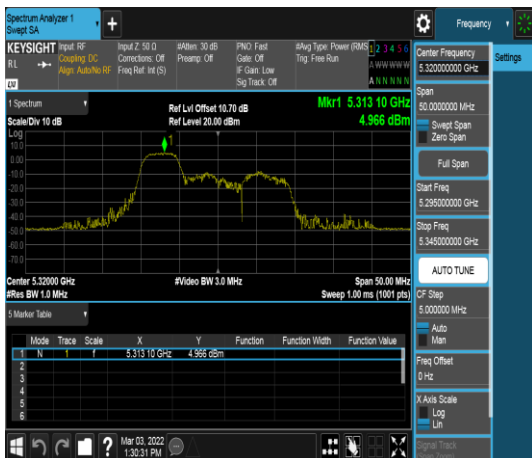 Spectrum Analyzer 1
Swept SA
+
Frequency
KEYSIGHT
RL
LXI
Input: RF
Coupling: DC
Align: Auto/No RF
Input Z: 50 Ω
Corrections: Off
Freq Ref: Int (S)
#Atten: 30 dB
Preamp: Off
PNO: Fast
Gate: Off
IF Gain: Low
Sig Track: Off
#Avg Type: Power (RMS
Trig: Free Run
1 2 3 4 5 6
A W W W W W
A N N N N N
1 Spectrum
Scale/Div 10 dB
Ref Lvl Offset 10.70 dB
Ref Level 20.00 dBm
Mkr1 5.313 10 GHz
4.966 dBm
Log
10.0
0.00
-10.0
-20.0
-30.0
-40.0
-50.0
-60.0
-70.0
1
Center 5.32000 GHz
#Res BW 1.0 MHz
#Video BW 3.0 MHz
Span 50.00 MHz
Sweep 1.00 ms (1001 pts)
5 Marker Table
Mode Trace Scale X Y Function Function Width Function Value
1 N 1 f 5.313 10 GHz 4.966 dBm
2
3
4
5
6
Mar 03, 2022
1:30:31 PM
?
Center Frequency
5.320000000 GHz
Settings
Span
50.0000000 MHz
Swept Span
Zero Span
Full Span
Start Freq
5.295000000 GHz
Stop Freq
5.345000000 GHz
AUTO TUNE
CF Step
5.000000 MHz
Auto
Man
Freq Offset
0 Hz
X Axis Scale
Log
Lin
Signal Track